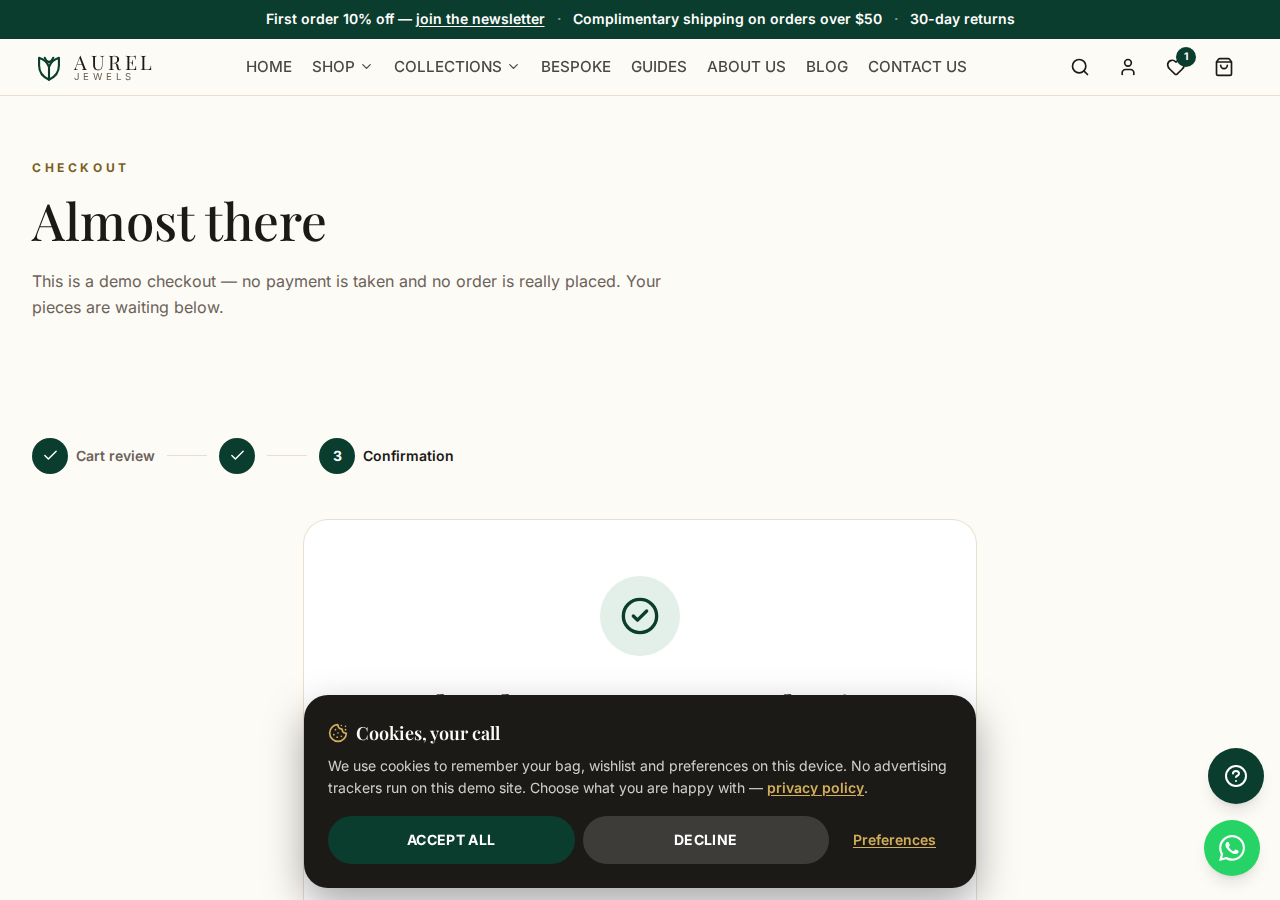 First order 10% off — join the newsletter · Complimentary shipping on orders over $50 · 30-day returns
AUREL
JEWELS
HOME SHOP COLLECTIONS BESPOKE GUIDES ABOUT US BLOG CONTACT US
1
CHECKOUT
Almost there
This is a demo checkout — no payment is taken and no order is really placed. Your
pieces are waiting below.
Cart review
3 Confirmation
Cookies, your call
We use cookies to remember your bag, wishlist and preferences on this device. No advertising
trackers run on this demo site. Choose what you are happy with — privacy policy.
ACCEPT ALL DECLINE Preferences